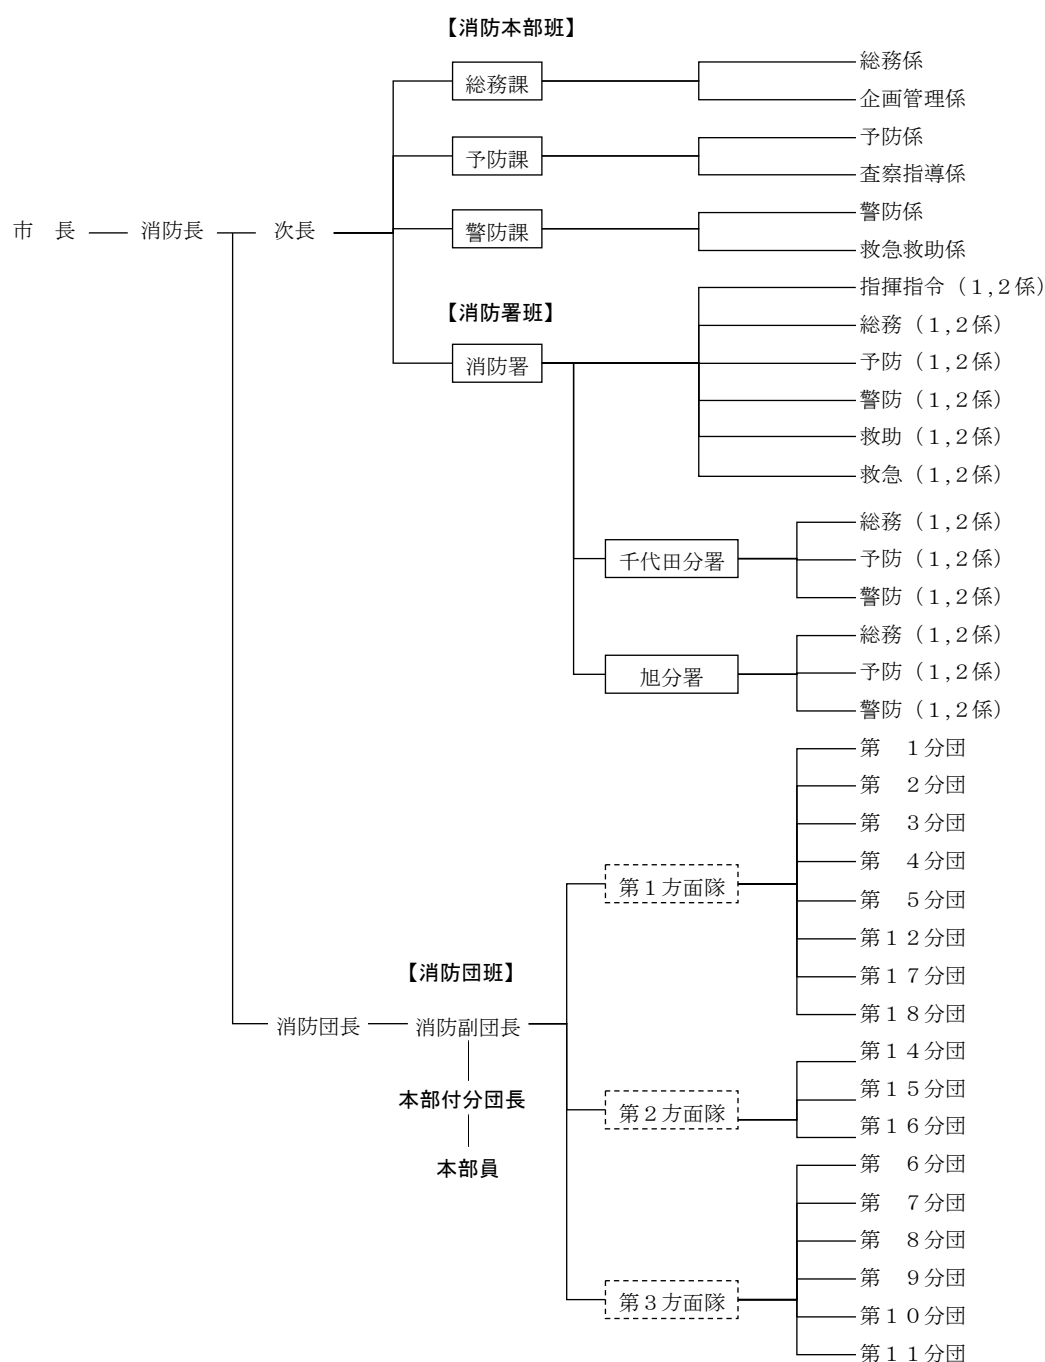 【消防本部班】
総務課
総務係
企画管理係
予防課
予防係
査察指導係
市　長
消防長
次長
警防課
警防係
救急救助係
【消防署班】
消防署
指揮指令（１,２係）
総務（１,２係）
予防（１,２係）
警防（１,２係）
救助（１,２係）
救急（１,２係）
千代田分署
総務（１,２係）
予防（１,２係）
警防（１,２係）
旭分署
総務（１,２係）
予防（１,２係）
警防（１,２係）
【消防団班】
消防団長
消防副団長
本部付分団長
本部員
第１方面隊
第　１分団
第　２分団
第　３分団
第　４分団
第　５分団
第１２分団
第１７分団
第１８分団
第２方面隊
第１４分団
第１５分団
第１６分団
第３方面隊
第　６分団
第　７分団
第　８分団
第　９分団
第１０分団
第１１分団